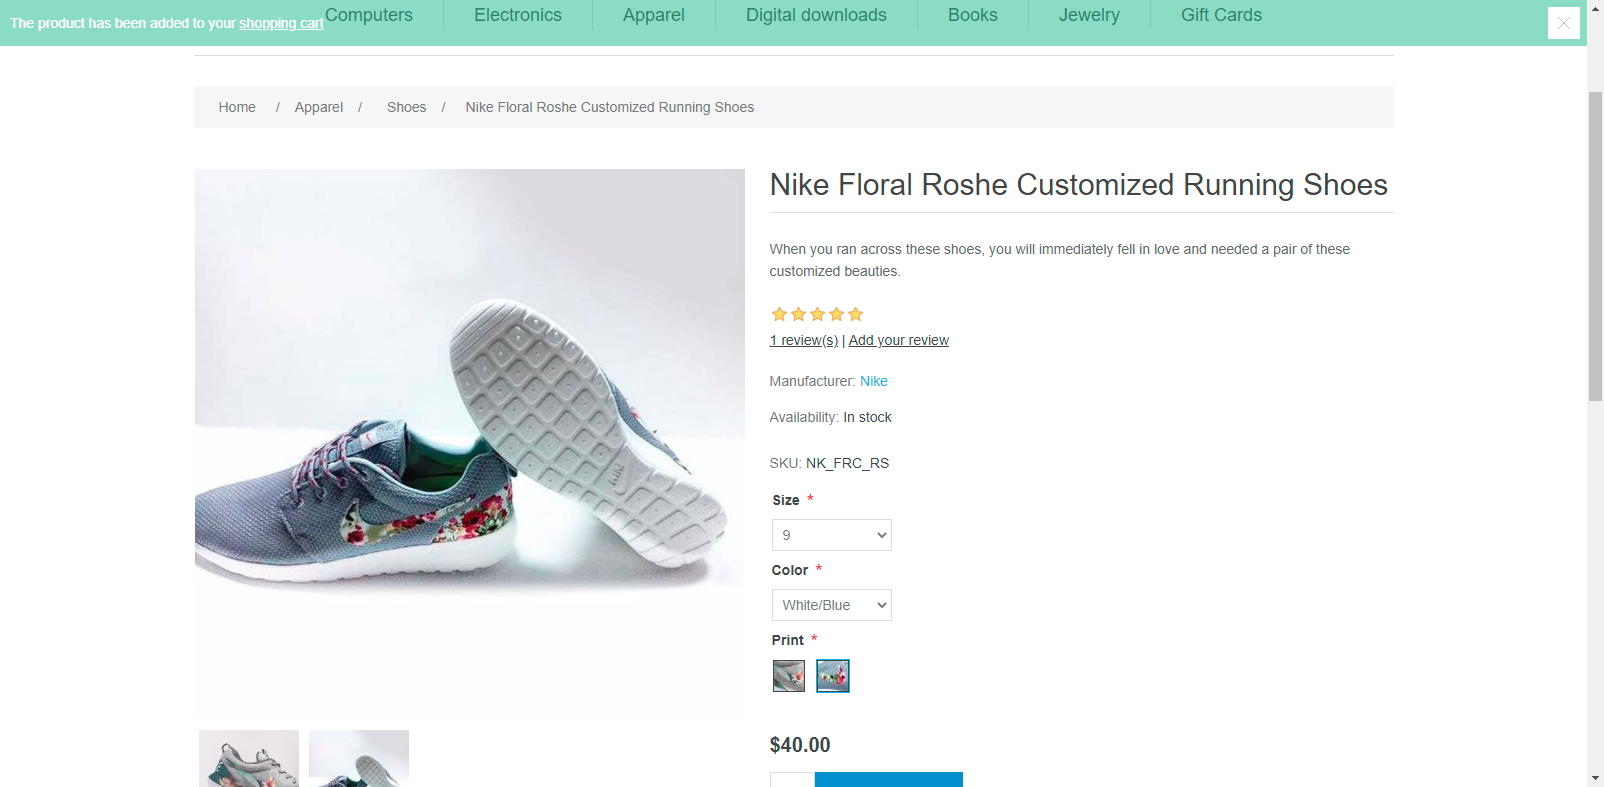 The product has been added to your shopping cart
Computers
Electronics
Apparel
Digital downloads
Books
Jewelry
Gift Cards
Home / Apparel / Shoes / Nike Floral Roshe Customized Running Shoes
Nike Floral Roshe Customized Running Shoes
When you ran across these shoes, you will immediately fell in love and needed a pair of these
customized beauties.
1 review(s) | Add your review
Manufacturer: Nike
Availability: In stock
SKU: NK_FRC_RS
Size *
9
Color *
White/Blue
Print *
$40.00